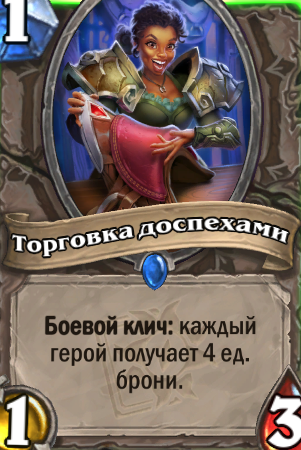 1
Торговка доспехами
Боевой клич: каждый
герой получает 4 ед.
брони.
1
3